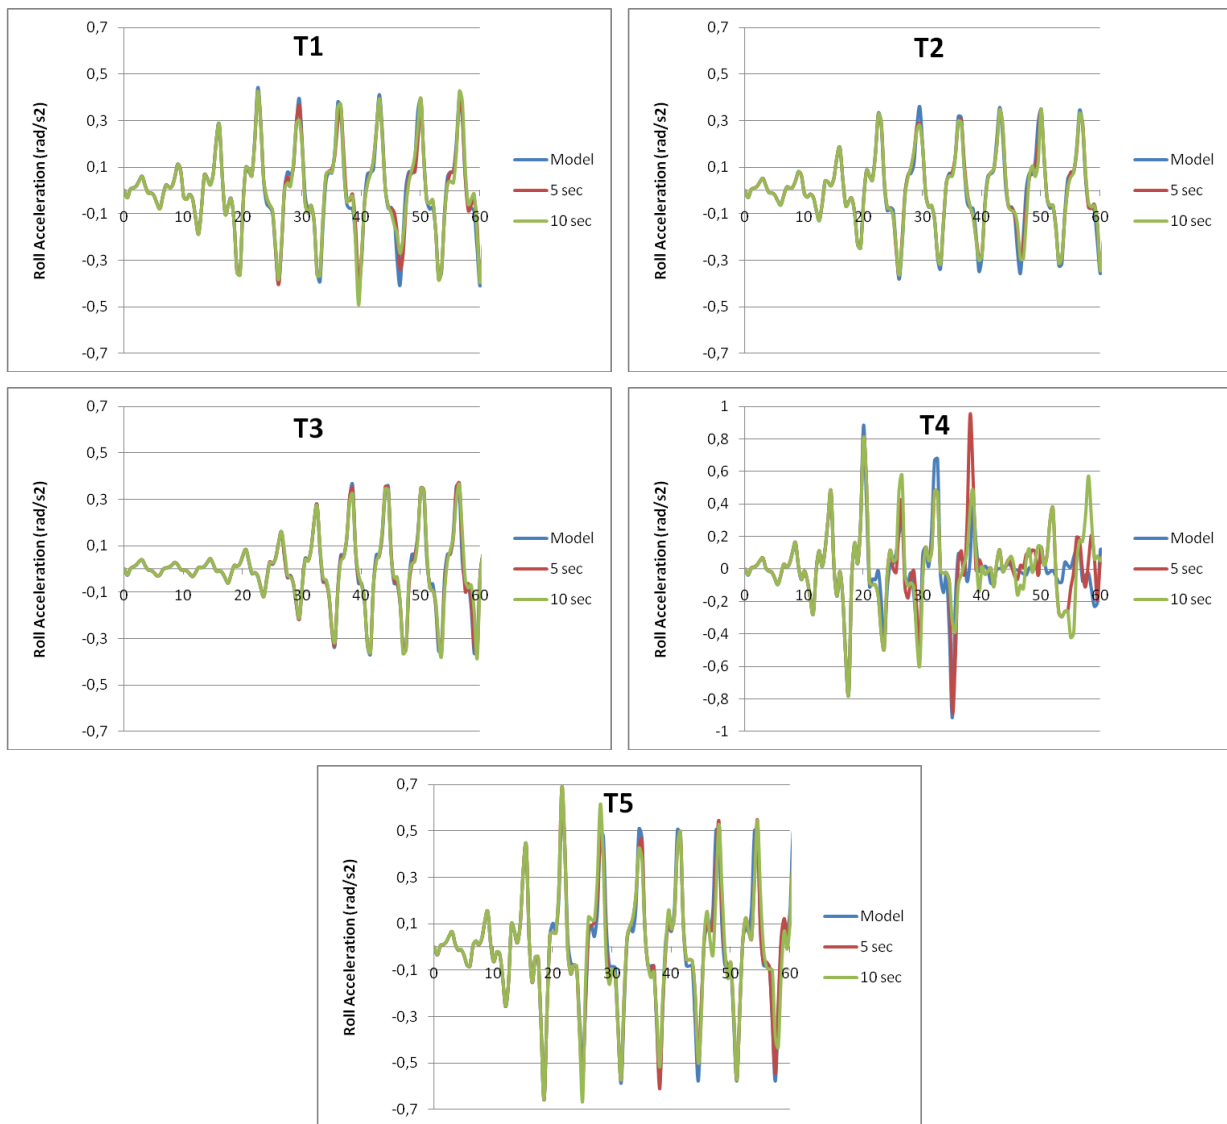 T1
Roll Acceleration (rad/s2)
0,7
0,5
0,3
0,1
-0,1
-0,3
-0,5
-0,7
0 10 20 30 40 50 60
Model
5 sec
10 sec
T2
Roll Acceleration (rad/s2)
0,7
0,5
0,3
0,1
-0,1
-0,3
-0,5
-0,7
0 10 20 30 40 50 60
Model
5 sec
10 sec
T3
Roll Acceleration (rad/s2)
0,7
0,5
0,3
0,1
-0,1
-0,3
-0,5
-0,7
0 10 20 30 40 50 60
Model
5 sec
10 sec
T4
Roll Acceleration (rad/s2)
1
0,8
0,6
0,4
0,2
0
-0,2
-0,4
-0,6
-0,8
-1
0 10 20 30 40 50 60
Model
5 sec
10 sec
T5
Roll Acceleration (rad/s2)
0,7
0,5
0,3
0,1
-0,1
-0,3
-0,5
-0,7
0 10 20 30 40 50 60
Model
5 sec
10 sec